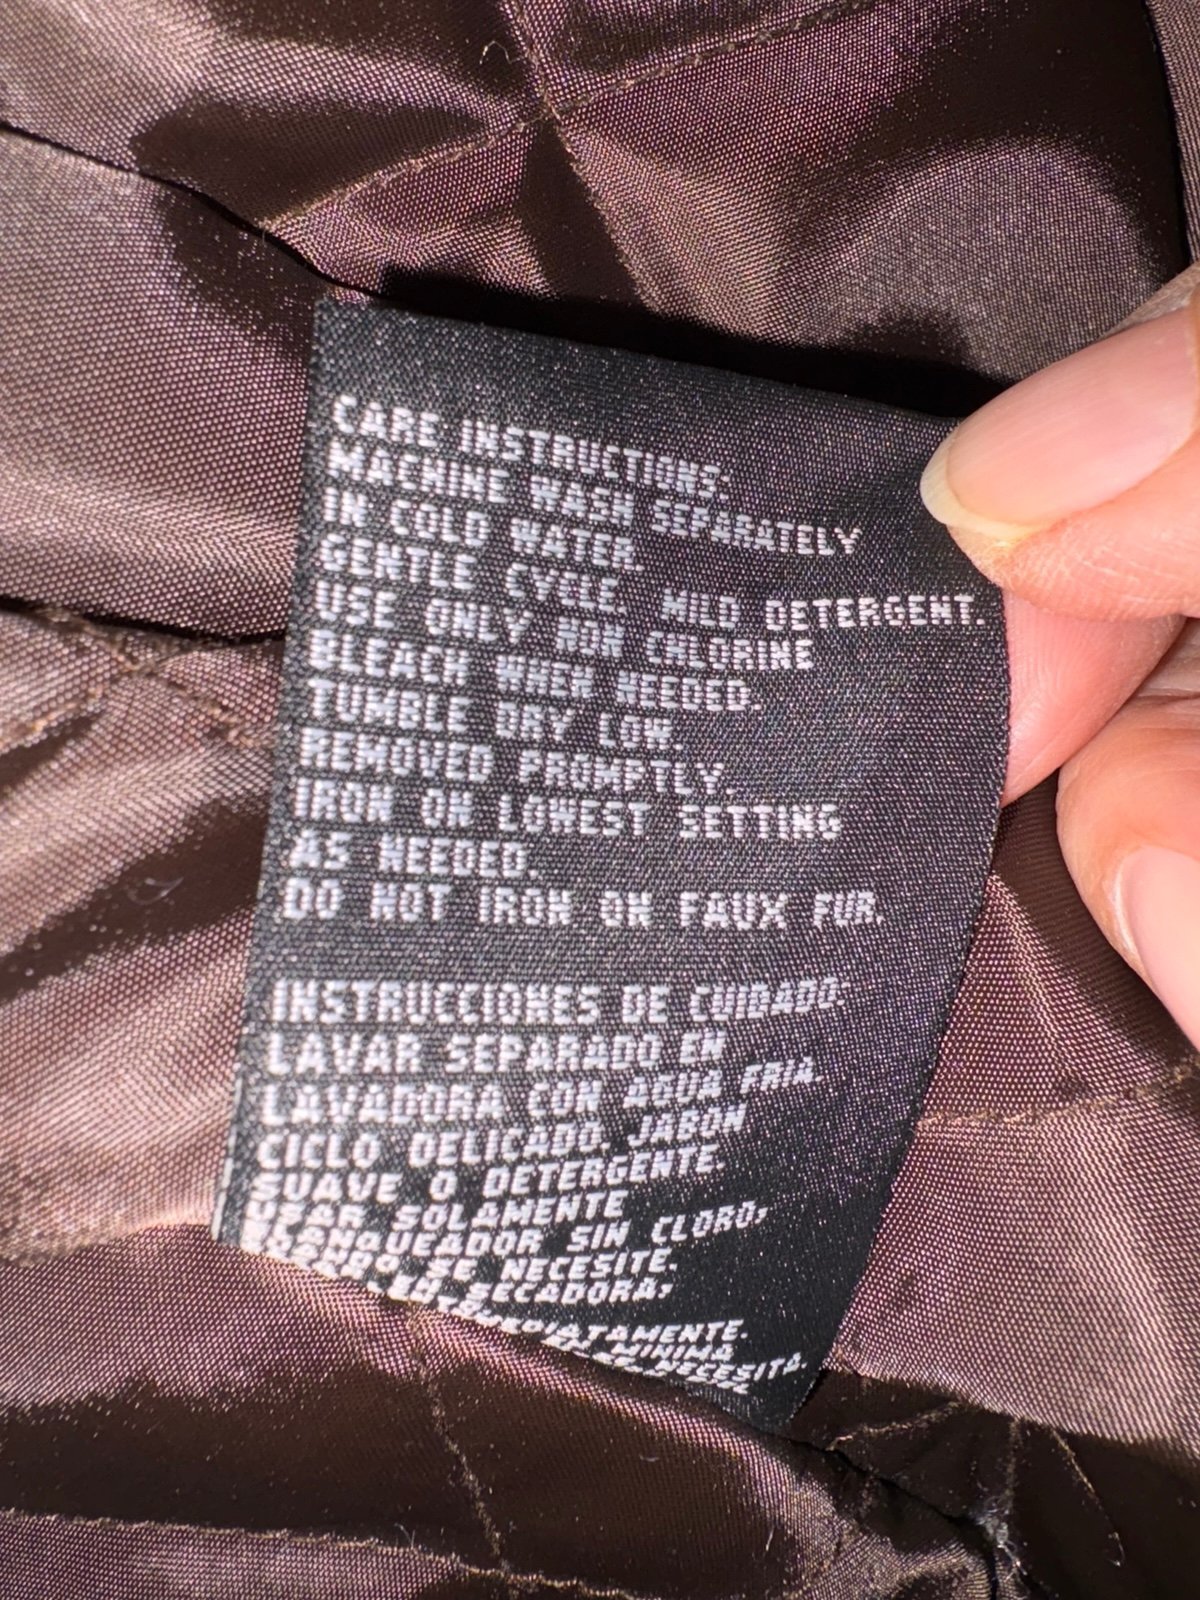 CARE INSTRUCTIONS:
MACHINE WASH SEPARATELY
IN COLD WATER.
GENTLE CYCLE. MILD DETERGENT.
USE ONLY NON CHLORINE
BLEACH WHEN NEEDED.
TUMBLE DRY LOW.
REMOVED PROMPTLY.
IRON ON LOWEST SETTING
AS NEEDED.
DO NOT IRON ON FAUX FUR.
INSTRUCCIONES DE CUIDADO:
LAVAR SEPARADO EN
LAVADORA CON AGUA FRIA.
CICLO DELICADO. JABON
SUAVE O DETERGENTE.
USAR SOLAMENTE
BLANQUEADOR SIN CLORO,
SE NECESITE.
SECADORA,
MINIMA
NECESITA.